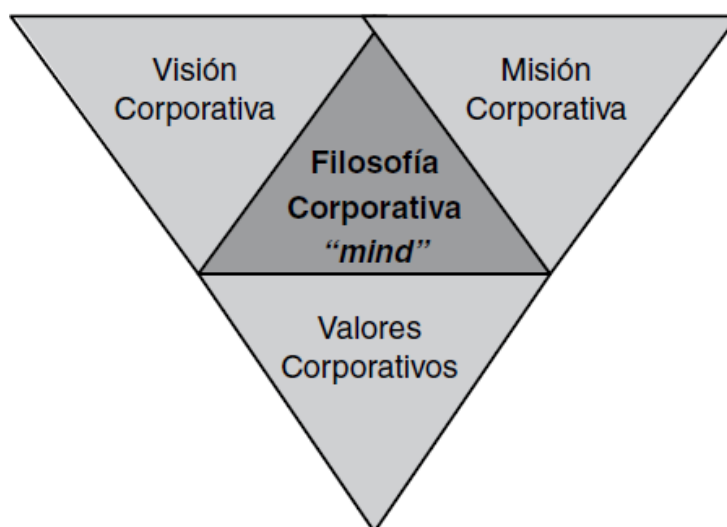 Visión
Corporativa
Misión
Corporativa
Filosofía
Corporativa
“mind”
Valores
Corporativos